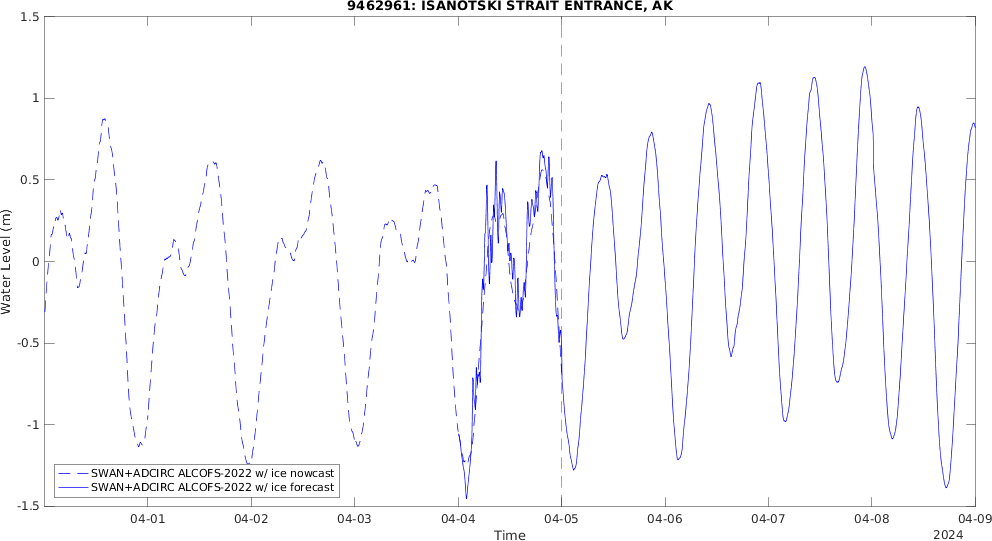 9462961: ISANOTSKI STRAIT ENTRANCE, AK
1.5
1
0.5
0
-0.5
-1
-1.5
Water Level (m)
SWAN+ADCIRC ALCOFS-2022 w/ ice nowcast
SWAN+ADCIRC ALCOFS-2022 w/ ice forecast
04-01 04-02 04-03 04-04 04-05 04-06 04-07 04-08 04-09
Time
2024